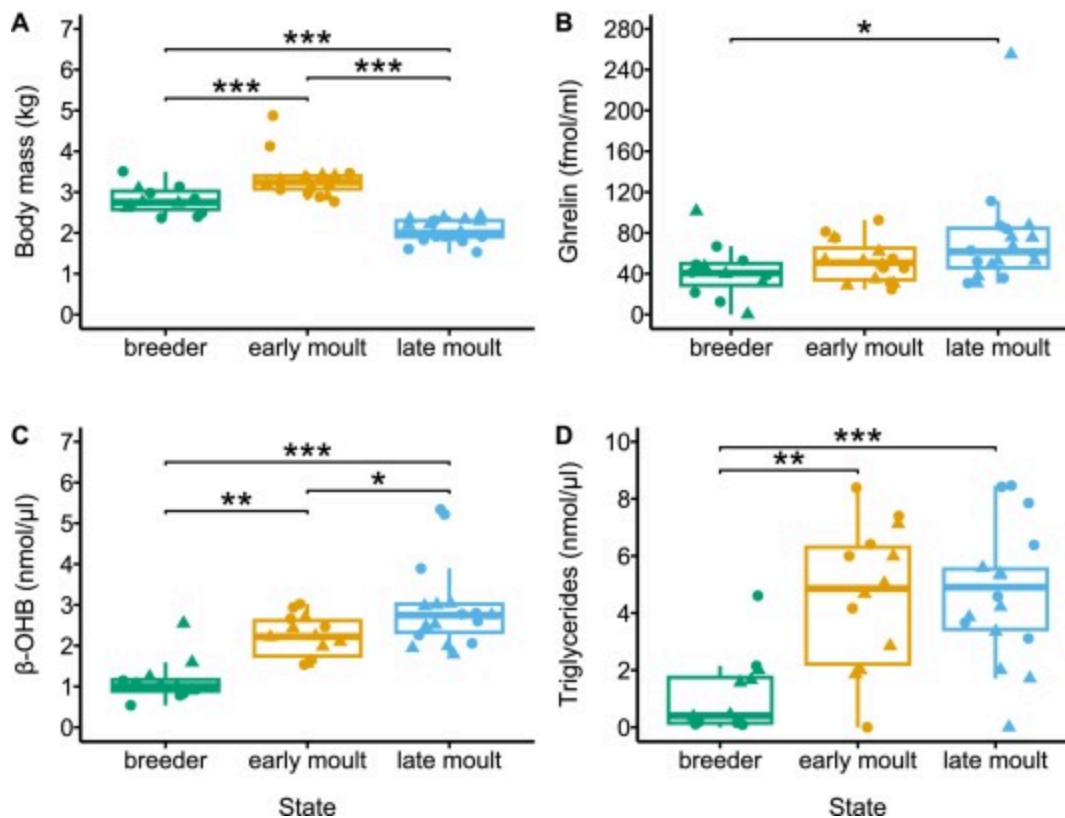 A
Body mass (kg)
7
6
5
4
3
2
1
0
***
***
***
breeder early moult late moult
B
Ghrelin (fmol/ml)
280
240
200
160
120
80
40
0
*
breeder early moult late moult
C
β-OHB (nmol/µl)
7
6
5
4
3
2
1
0
***
**
*
breeder early moult late moult
State
D
Triglycerides (nmol/µl)
10
8
6
4
2
0
***
**
breeder early moult late moult
State